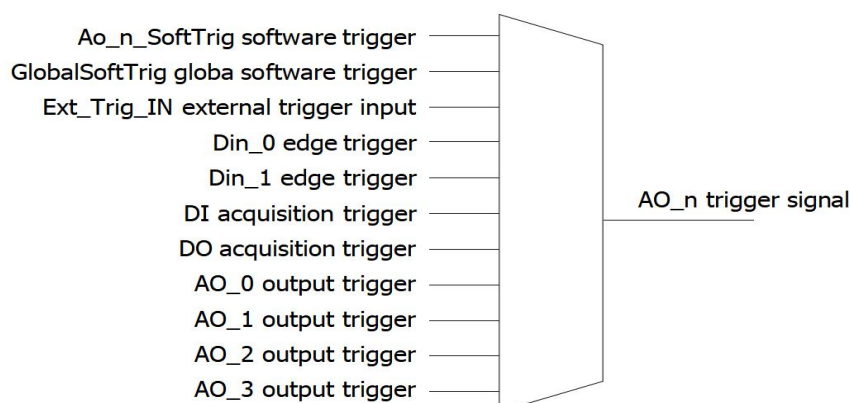 Ao_n_SoftTrig software trigger
GlobalSoftTrig globa software trigger
Ext_Trig_IN external trigger input
Din_0 edge trigger
Din_1 edge trigger
DI acquisition trigger
DO acquisition trigger
AO_0 output trigger
AO_1 output trigger
AO_2 output trigger
AO_3 output trigger
AO_n trigger signal